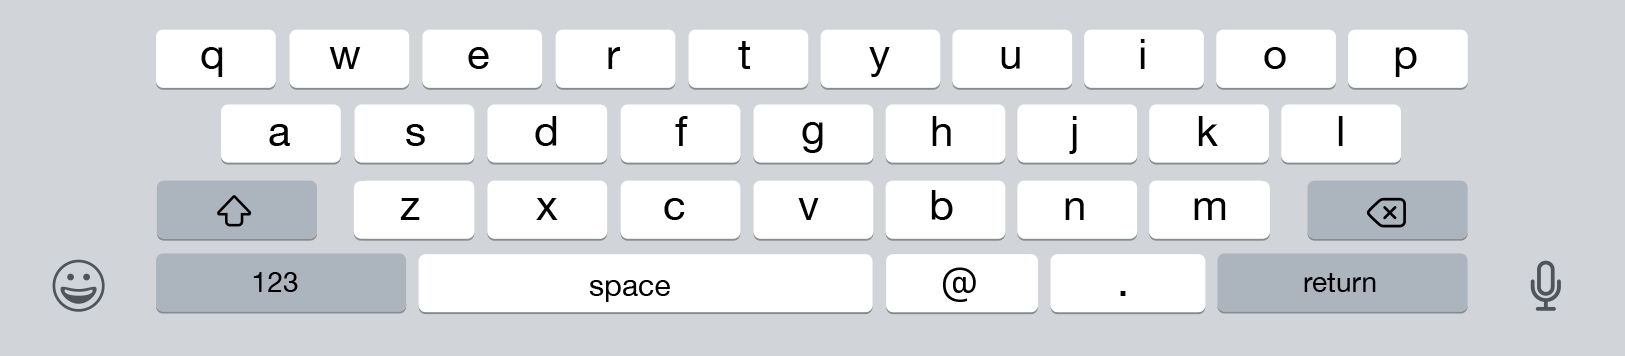 q w e r t y u i o p
a s d f g h j k l
z x c v b n m
123 space @ . return